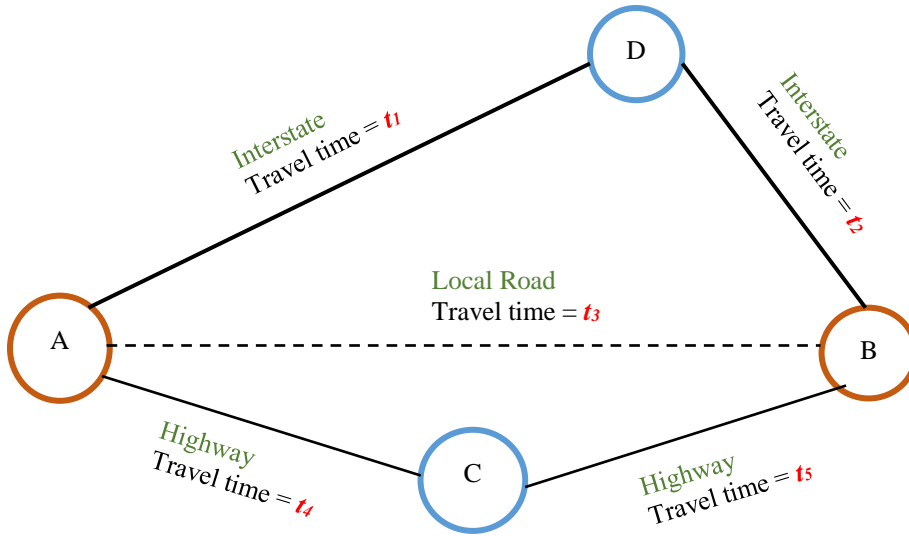 D
Interstate
Travel time = t1
Interstate
Travel time = t2
Local Road
Travel time = t3
A
B
Highway
Travel time = t4
C
Highway
Travel time = t5